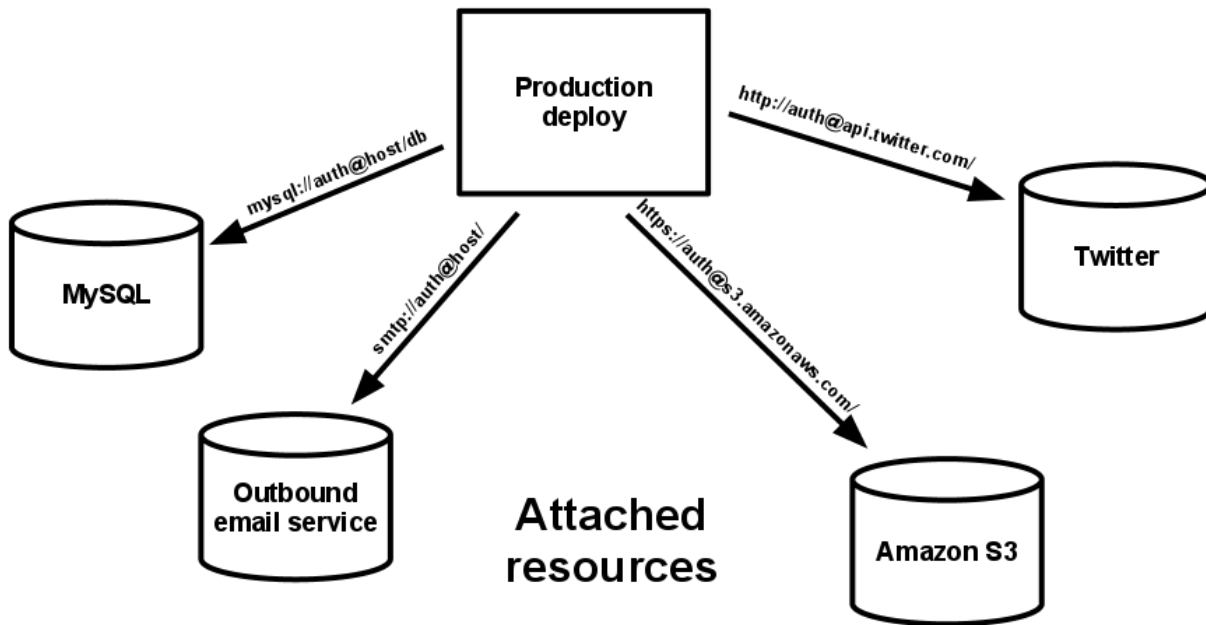 Production
deploy
mysql://auth@host/db
smtp://auth@host/
https://auth@s3.amazonaws.com/
http://auth@api.twitter.com/
MySQL
Twitter
Outbound
email service
Attached
resources
Amazon S3